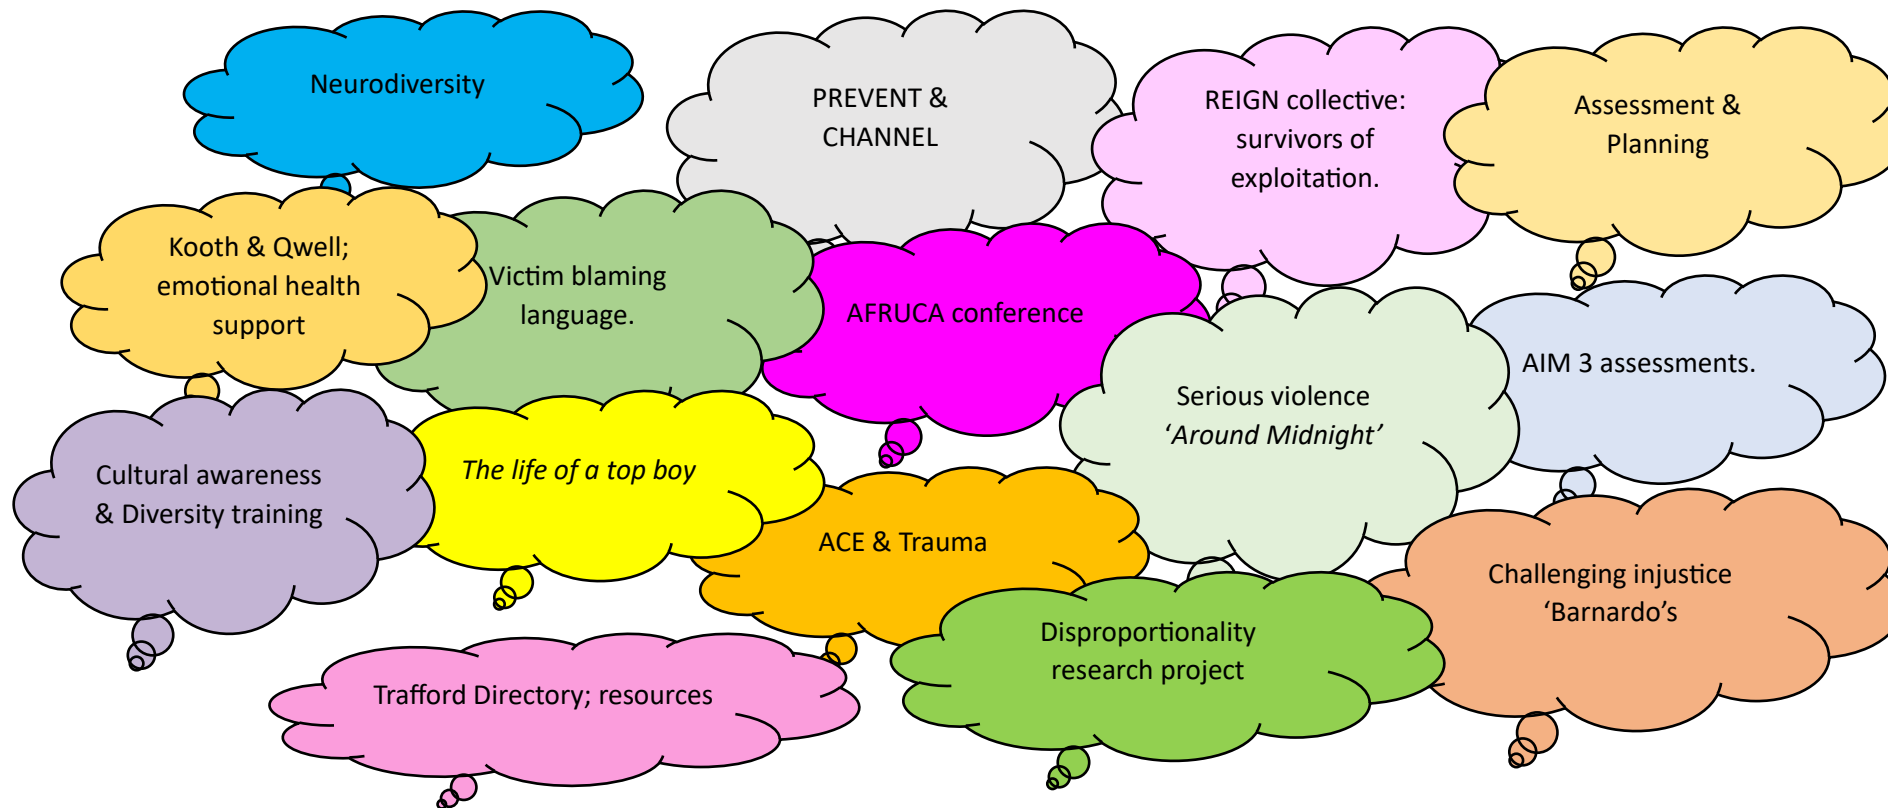 Neurodiversity
PREVENT &
CHANNEL
REIGN collective:
survivors of
exploitation.
Assessment &
Planning
Kooth & Qwell;
emotional health
support
Victim blaming
language.
AFRUCA conference
Serious violence
‘Around Midnight’
AIM 3 assessments.
Cultural awareness
& Diversity training
The life of a top boy
ACE & Trauma
Challenging injustice
‘Barnardo’s
Disproportionality
research project
Trafford Directory; resources